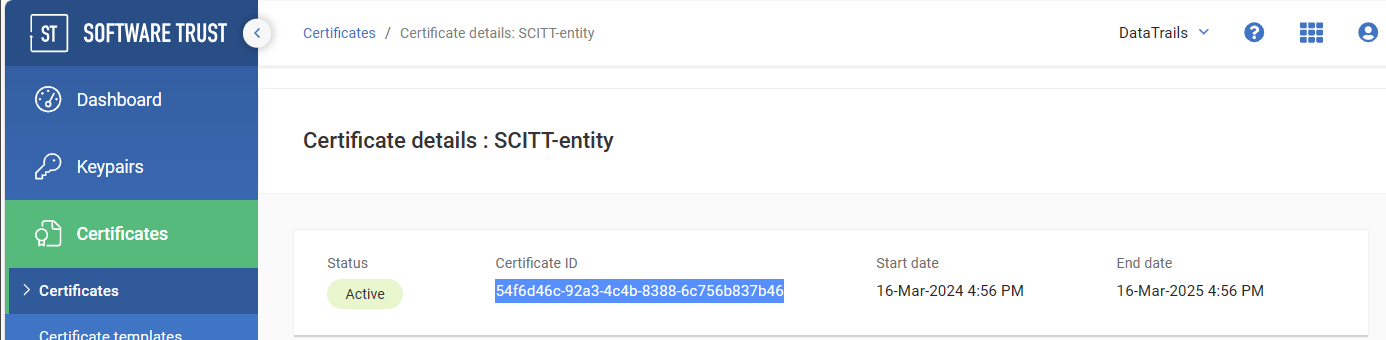 ST SOFTWARE TRUST
Certificates / Certificate details: SCITT-entity
DataTrails
Dashboard
Keypairs
Certificates
Certificates
Certificate templates
Certificate details : SCITT-entity
Status
Active
Certificate ID
54f6d46c-92a3-4c4b-8388-6c756b837b46
Start date
16-Mar-2024 4:56 PM
End date
16-Mar-2025 4:56 PM